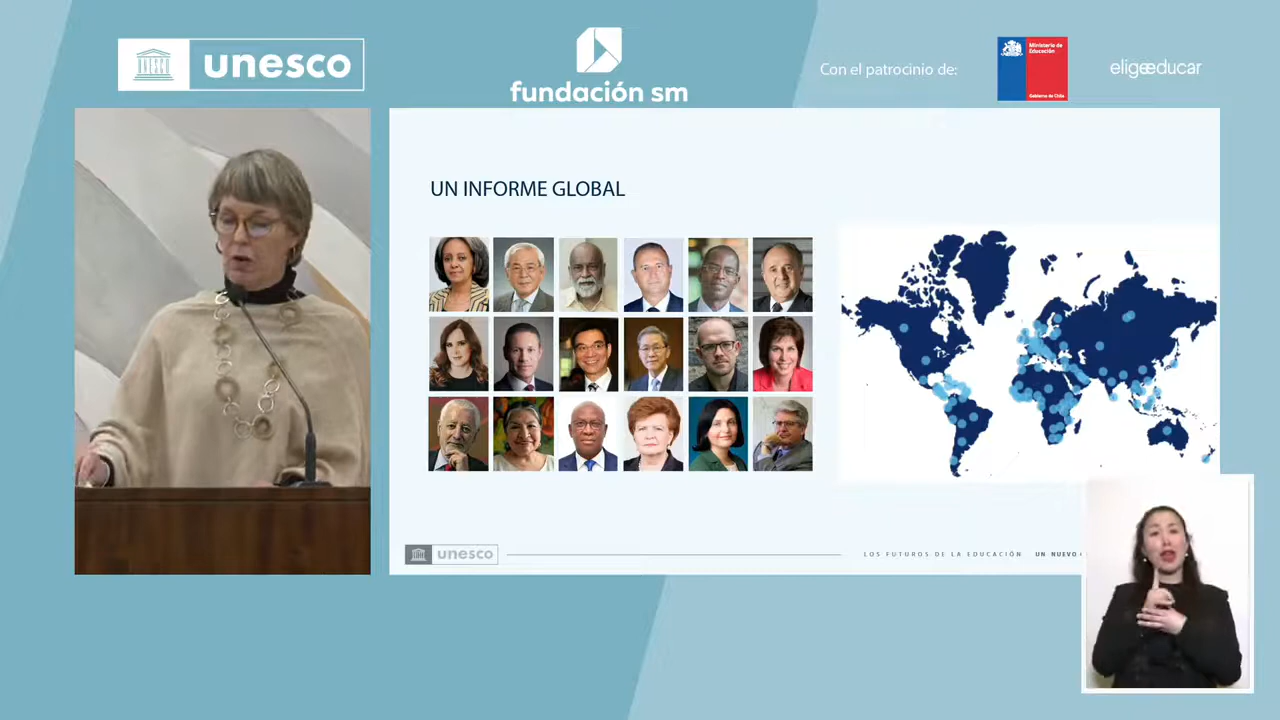 unesco
fundación sm
Con el patrocinio de:
Ministerio de
Educación
Gobierno de Chile
eligeeducar
UN INFORME GLOBAL
unesco
LOS FUTUROS DE LA EDUCACIÓN UN NUEVO